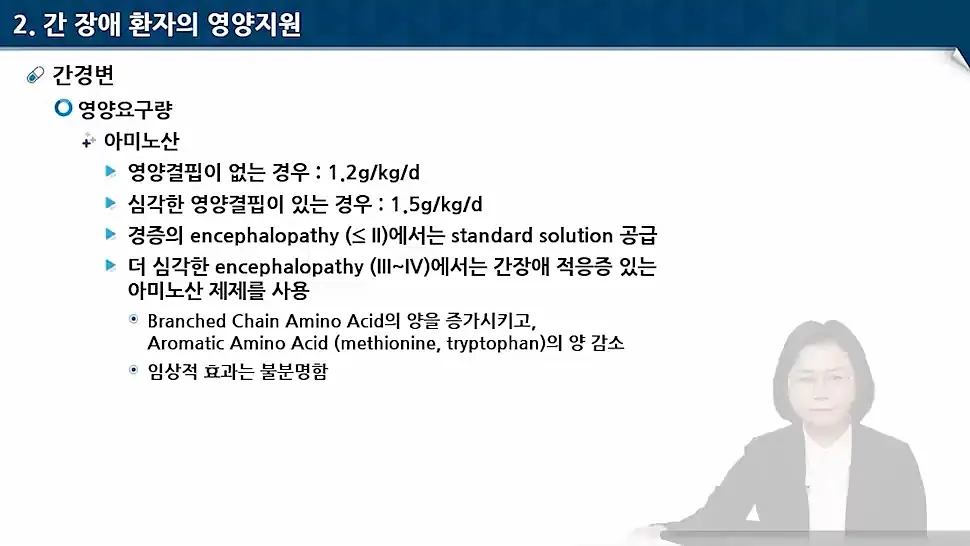 2. 간 장애 환자의 영양지원
간경변
영양요구량
아미노산
영양결핍이 없는 경우 : 1.2g/kg/d
심각한 영양결핍이 있는 경우 : 1.5g/kg/d
경증의 encephalopathy (≤ II)에서는 standard solution 공급
더 심각한 encephalopathy (III~IV)에서는 간장애 적응증 있는
아미노산 제제를 사용
Branched Chain Amino Acid의 양을 증가시키고,
Aromatic Amino Acid (methionine, tryptophan)의 양 감소
임상적 효과는 불분명함